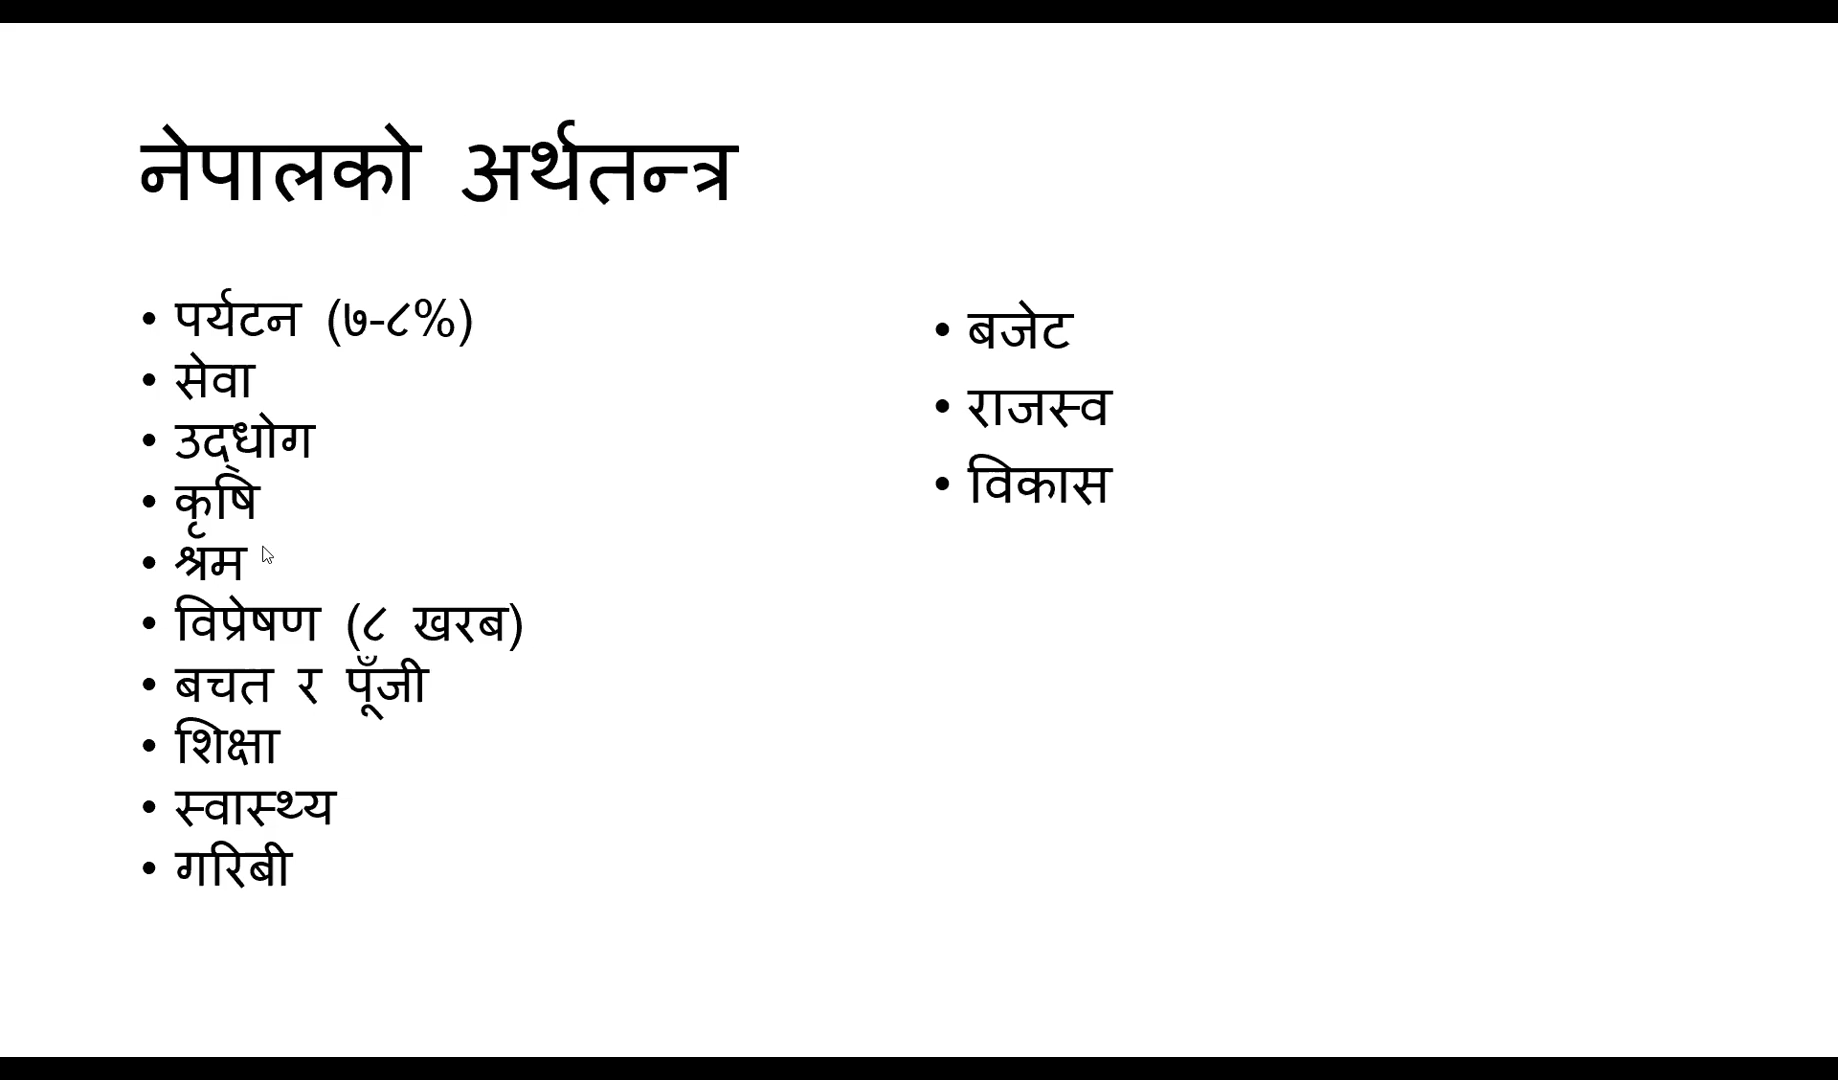 नेपालको अर्थतन्त्र
• पर्यटन (७-८%)
• सेवा
• उद्धोग
• कृषि
• श्रम
• विप्रेषण (८ खरब)
• बचत र पूँजी
• शिक्षा
• स्वास्थ्य
• गरिबी
• बजेट
• राजस्व
• विकास